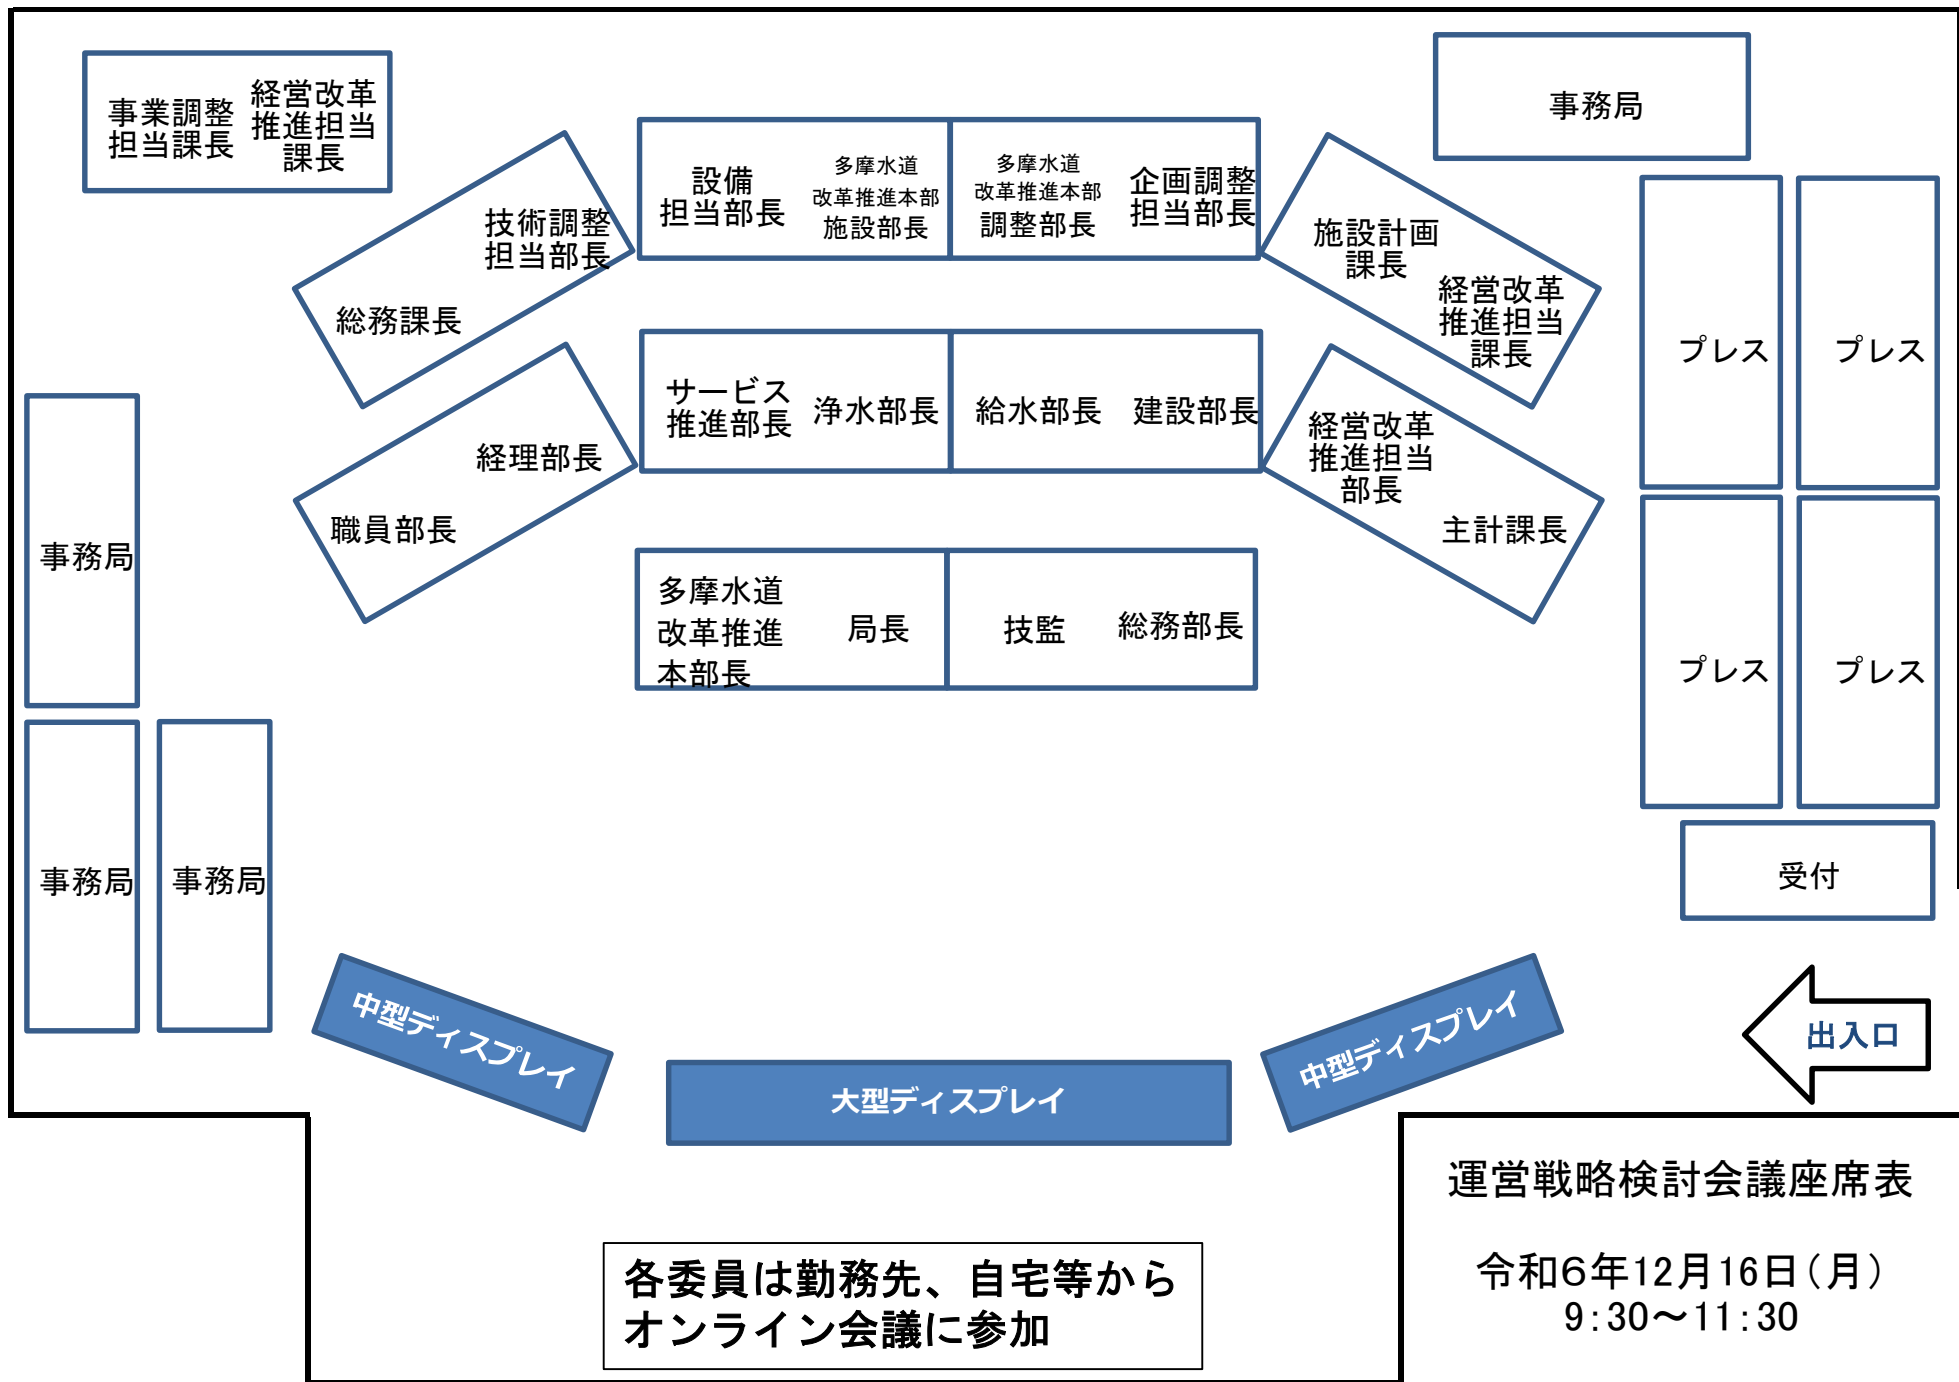 事業調整
担当課長
経営改革
推進担当
課長
事務局
設備
担当部長
多摩水道
改革推進本部
施設部長
多摩水道
改革推進本部
調整部長
企画調整
担当部長
技術調整
担当部長
総務課長
施設計画
課長
経営改革
推進担当
課長
プレス
プレス
サービス
推進部長
浄水部長
給水部長
建設部長
経理部長
職員部長
経営改革
推進担当
部長
主計課長
事務局
多摩水道
改革推進
本部長
局長
技監
総務部長
プレス
プレス
事務局
事務局
受付
中型ディスプレイ
大型ディスプレイ
中型ディスプレイ
出入口
運営戦略検討会議座席表
令和6年12月16日(月)
9:30～11:30
各委員は勤務先、自宅等から
オンライン会議に参加